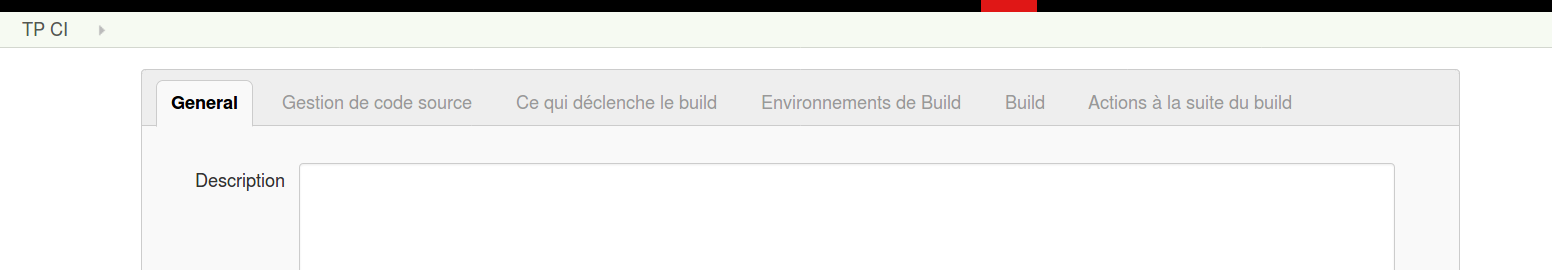 TP CI
General Gestion de code source Ce qui déclenche le build Environnements de Build Build Actions à la suite du build
Description